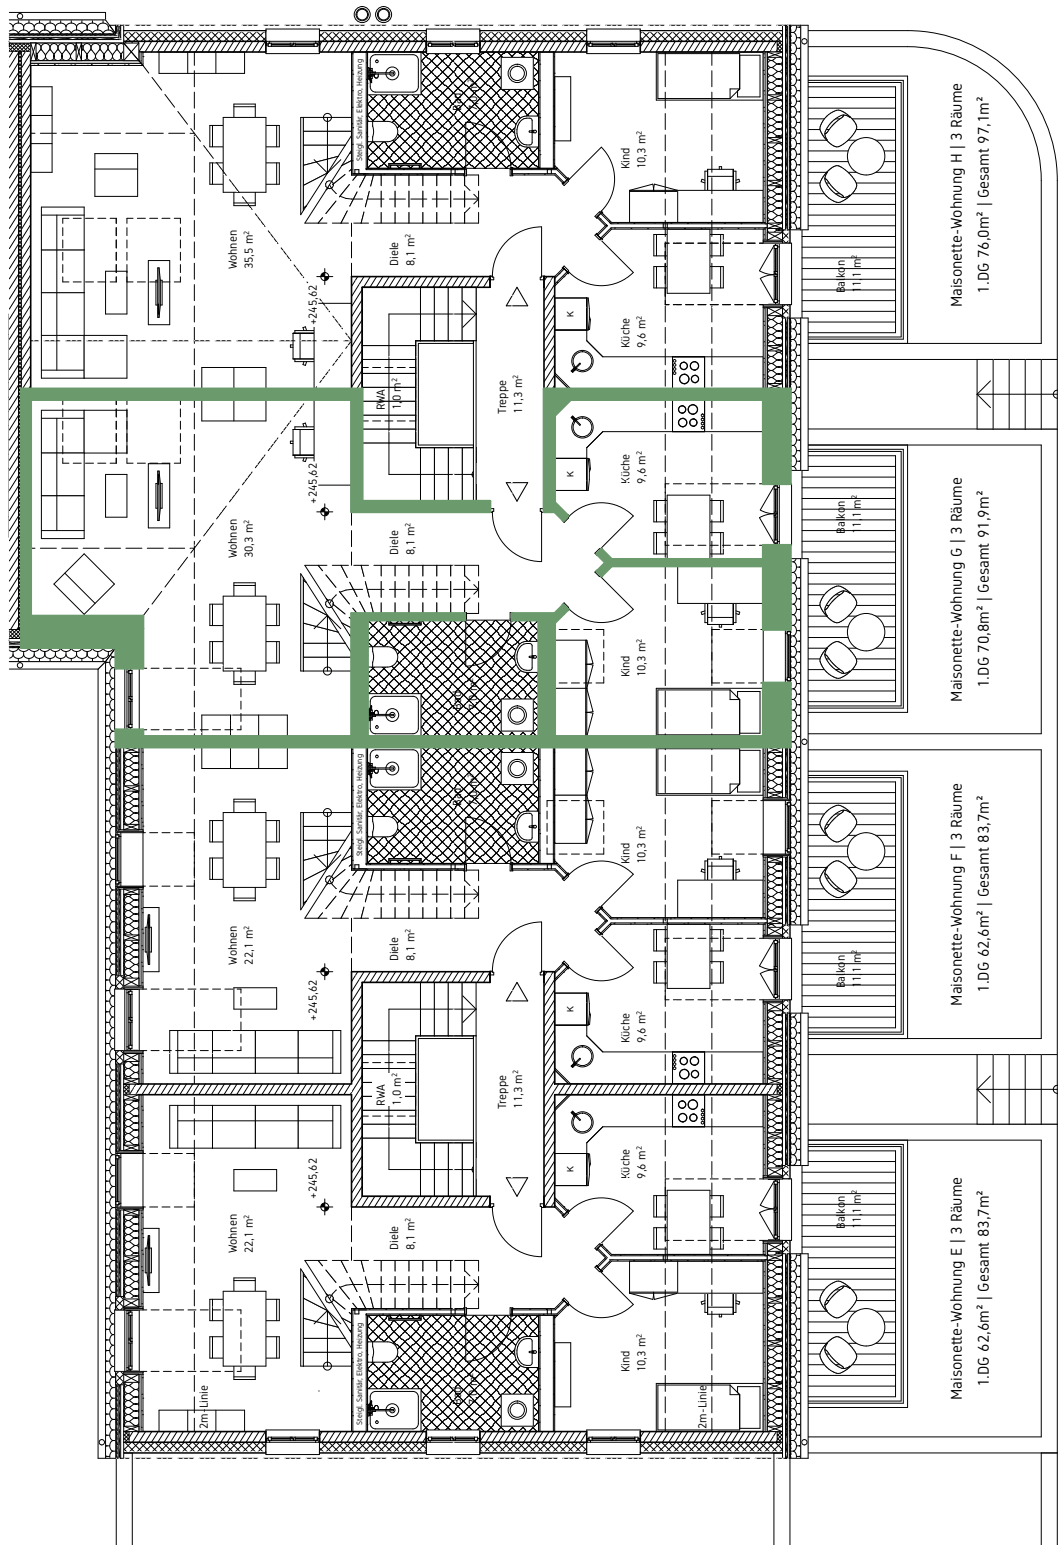 Maisonette-Wohnung H | 3 Räume
1.DG 76,0m² | Gesamt 97,1m²
Steigl. Sanitär, Elektro, Heizung
Bad
Kind
10,3 m²
Wohnen
35,5 m²
Diele
8,1 m²
Balkon
11,1 m²
+245,62
K
Küche
9,6 m²
RWA
1,0 m²
Treppe
11,3 m²
Maisonette-Wohnung G | 3 Räume
1.DG 70,8m² | Gesamt 91,9m²
Küche
9,6 m²
K
+245,62
Balkon
11,1 m²
Wohnen
30,3 m²
Diele
8,1 m²
Kind
10,3 m²
Bad
Maisonette-Wohnung F | 3 Räume
1.DG 62,6m² | Gesamt 83,7m²
Steigl. Sanitär, Elektro, Heizung
Bad
Kind
10,3 m²
Wohnen
22,1 m²
Diele
8,1 m²
Balkon
11,1 m²
+245,62
K
Küche
9,6 m²
RWA
1,0 m²
Treppe
11,3 m²
Maisonette-Wohnung E | 3 Räume
1.DG 62,6m² | Gesamt 83,7m²
Küche
9,6 m²
K
+245,62
Balkon
11,1 m²
Wohnen
22,1 m²
Diele
8,1 m²
Steigl. Sanitär, Elektro, Heizung
Kind
10,3 m²
Bad
2m-Linie
2m-Linie